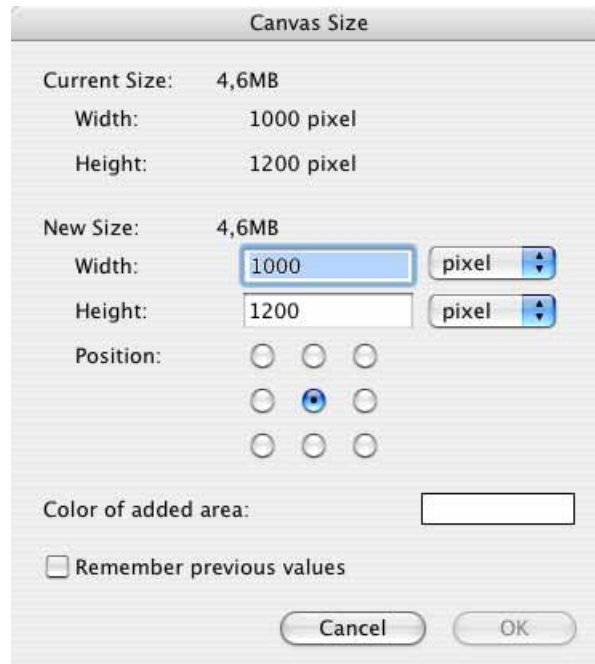 Canvas Size
Current Size: 4,6MB
Width: 1000 pixel
Height: 1200 pixel
New Size: 4,6MB
Width: 1000 pixel
Height: 1200 pixel
Position:
Color of added area:
Remember previous values
Cancel OK